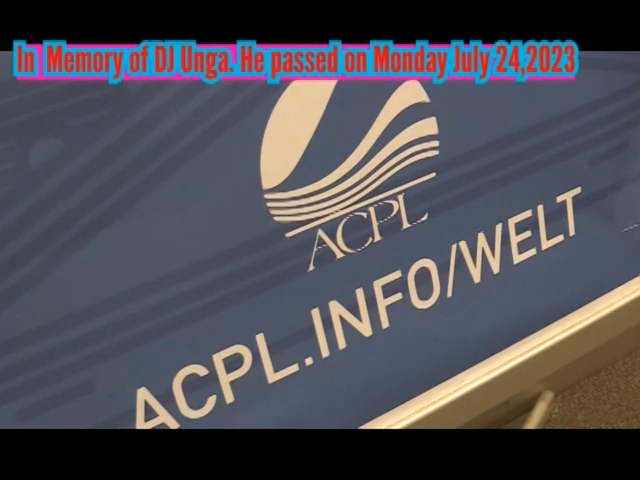 In Memory of DJ Unga. He passed on Monday July 24,2023
ACPL
ACPL.INFO/WELT